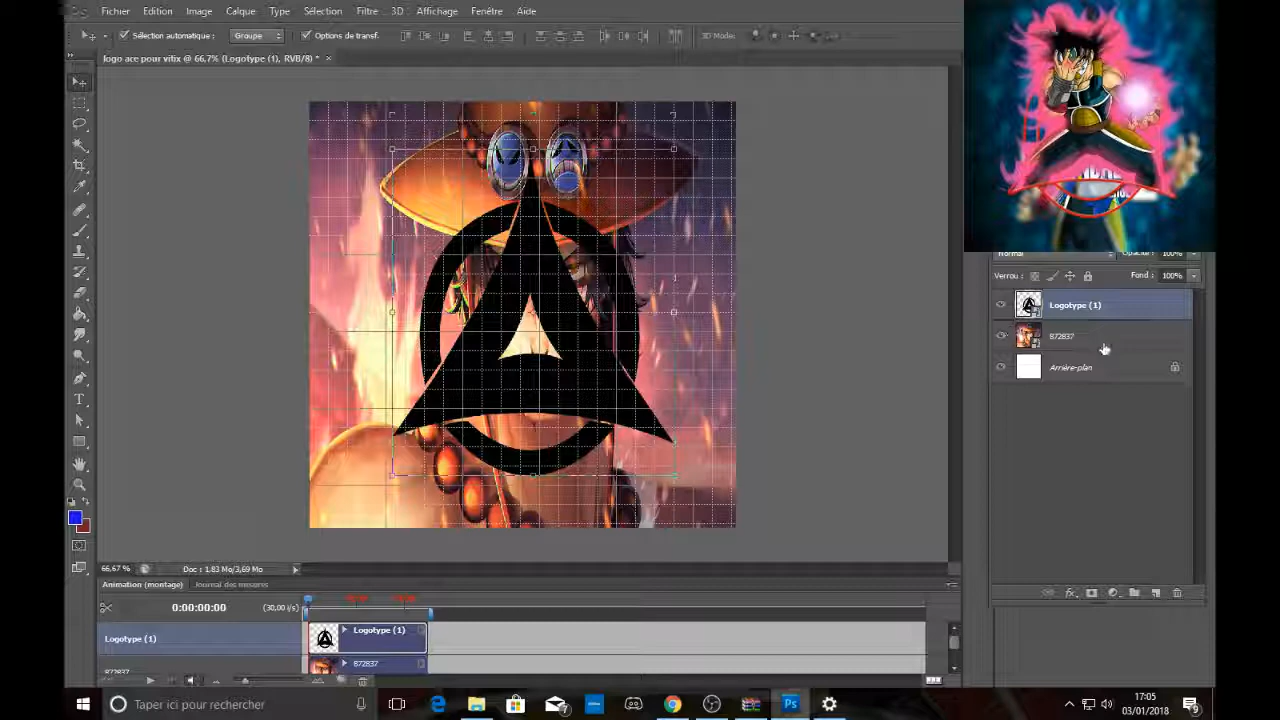 Fichier Edition Image Calque Type Sélection Filtre 3D Affichage Fenêtre Aide
Sélection automatique : Groupe Options de transf. 3D Mode:
logo ace pour vitix @ 66,7% (Logotype (1), RVB/8) * ×
Normal Opacité: 100%
Verrou : Fond : 100%
Logotype (1)
872837
Arrière-plan
66,67 % Doc : 1.83 Mo/3,69 Mo
Animation (montage) Journal des mesures
0:00:00:00 (30,00 i/s)
Logotype (1) Logotype (1)
872837 872837
Taper ici pour rechercher
17:05
03/01/2018